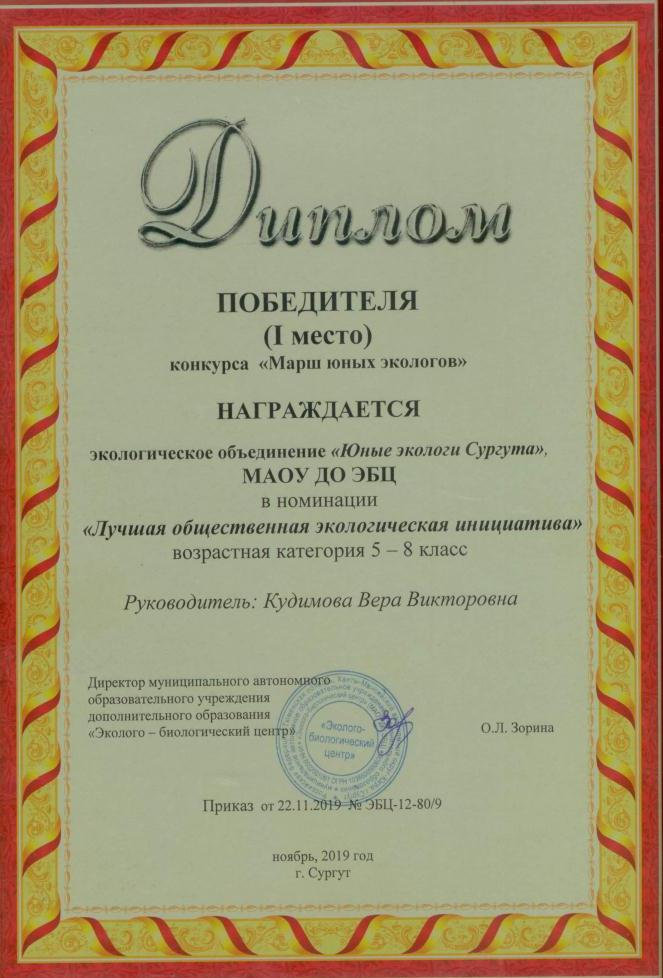 Диплом
ПОБЕДИТЕЛЯ
(I место)
конкурса «Марш юных экологов»
НАГРАЖДАЕТСЯ
экологическое объединение «Юные экологи Сургута»,
МАОУ ДО ЭБЦ
в номинации
«Лучшая общественная экологическая инициатива»
возрастная категория 5 – 8 класс
Руководитель: Кудимова Вера Викторовна
Директор муниципального автономного
образовательного учреждения
дополнительного образования
«Эколого – биологический центр»
О.Л. Зорина
«Эколого-
биологический
центр»
Приказ от 22.11.2019 № ЭБЦ-12-80/9
ноябрь, 2019 год
г. Сургут